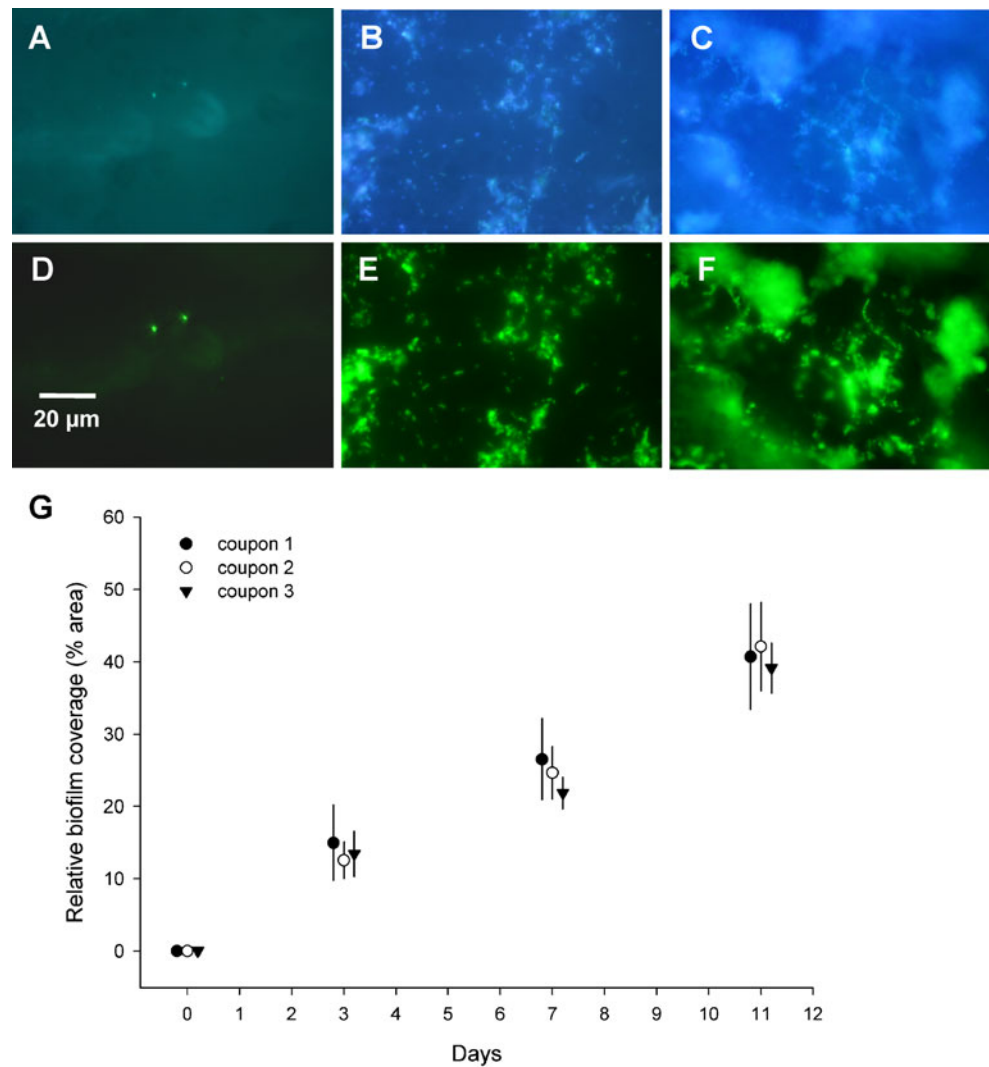 A
B
C
D
E
F
20 µm
G
60
50
40
30
20
10
0
Relative biofilm coverage (% area)
coupon 1
coupon 2
coupon 3
0 1 2 3 4 5 6 7 8 9 10 11 12
Days